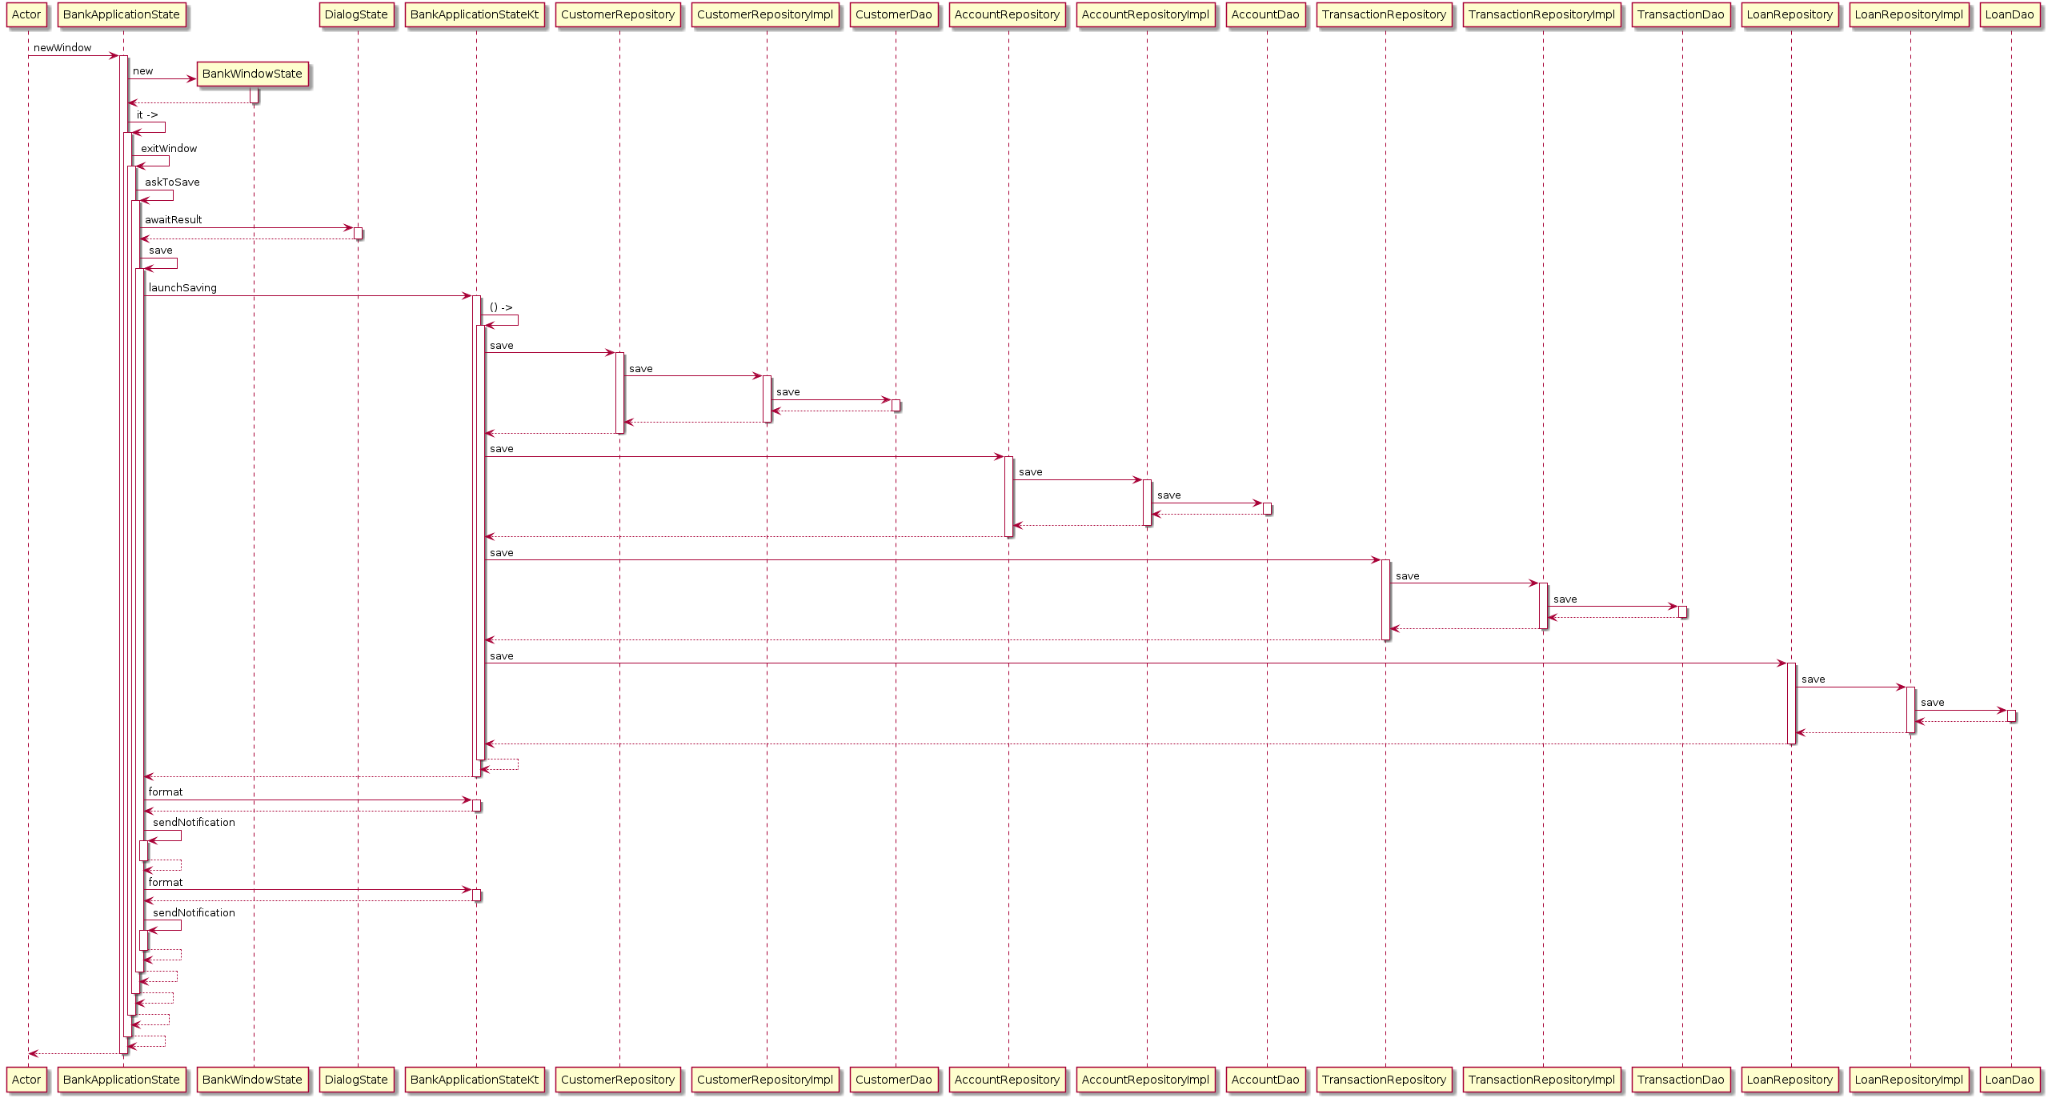 Actor BankApplicationState DialogState BankApplicationStateKt CustomerRepository CustomerRepositoryImpl CustomerDao AccountRepository AccountRepositoryImpl AccountDao TransactionRepository TransactionRepositoryImpl TransactionDao LoanRepository LoanRepositoryImpl LoanDao
newWindow
new
BankWindowState
it ->
exitWindow
askToSave
awaitResult
save
launchSaving
() ->
save
save
save
save
save
save
save
save
save
save
save
save
format
sendNotification
format
sendNotification
Actor BankApplicationState BankWindowState DialogState BankApplicationStateKt CustomerRepository CustomerRepositoryImpl CustomerDao AccountRepository AccountRepositoryImpl AccountDao TransactionRepository TransactionRepositoryImpl TransactionDao LoanRepository LoanRepositoryImpl LoanDao